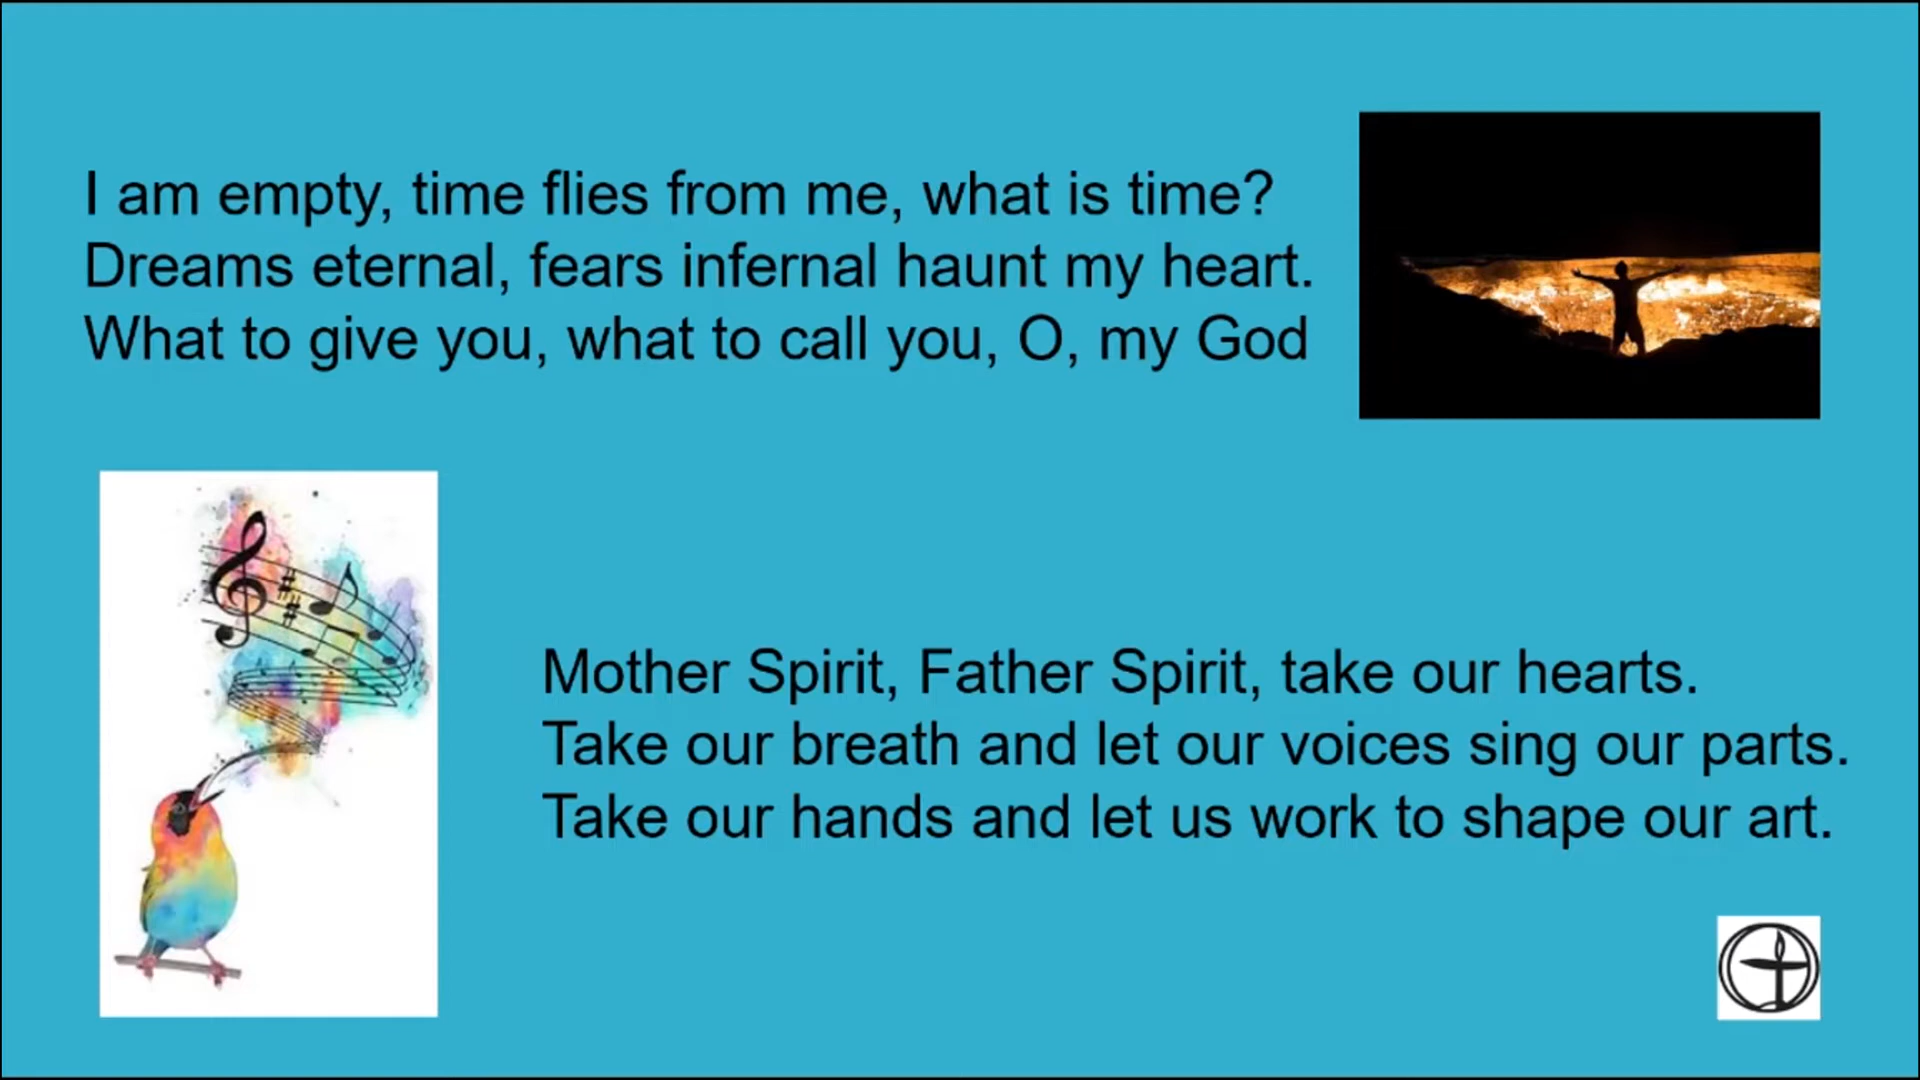 I am empty, time flies from me, what is time?
Dreams eternal, fears infernal haunt my heart.
What to give you, what to call you, O, my God
Mother Spirit, Father Spirit, take our hearts.
Take our breath and let our voices sing our parts.
Take our hands and let us work to shape our art.